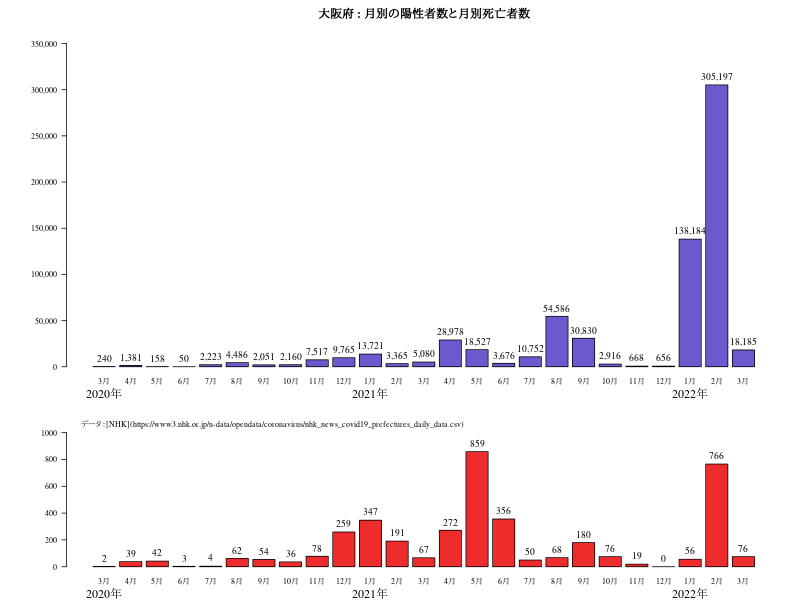 大阪府 : 月別の陽性者数と月別死亡者数
350,000
300,000
250,000
200,000
150,000
100,000
50,000
0
240 1,381 158 50 2,223 4,486 2,051 2,160 7,517 9,765 13,721 3,365 5,080 28,978 18,527 3,676 10,752 54,586 30,830 2,916 668 656 138,184 305,197 18,185
3月 4月 5月 6月 7月 8月 9月 10月 11月 12月 1月 2月 3月 4月 5月 6月 7月 8月 9月 10月 11月 12月 1月 2月 3月
2020年 2021年 2022年
データ : [NHK](https://www3.nhk.or.jp/n-data/opendata/coronavirus/nhk_news_covid19_prefectures_daily_data.csv)
1000
800
600
400
200
0
2 39 42 3 4 62 54 36 78 259 347 191 67 272 859 356 50 68 180 76 19 0 56 766 76
3月 4月 5月 6月 7月 8月 9月 10月 11月 12月 1月 2月 3月 4月 5月 6月 7月 8月 9月 10月 11月 12月 1月 2月 3月
2020年 2021年 2022年